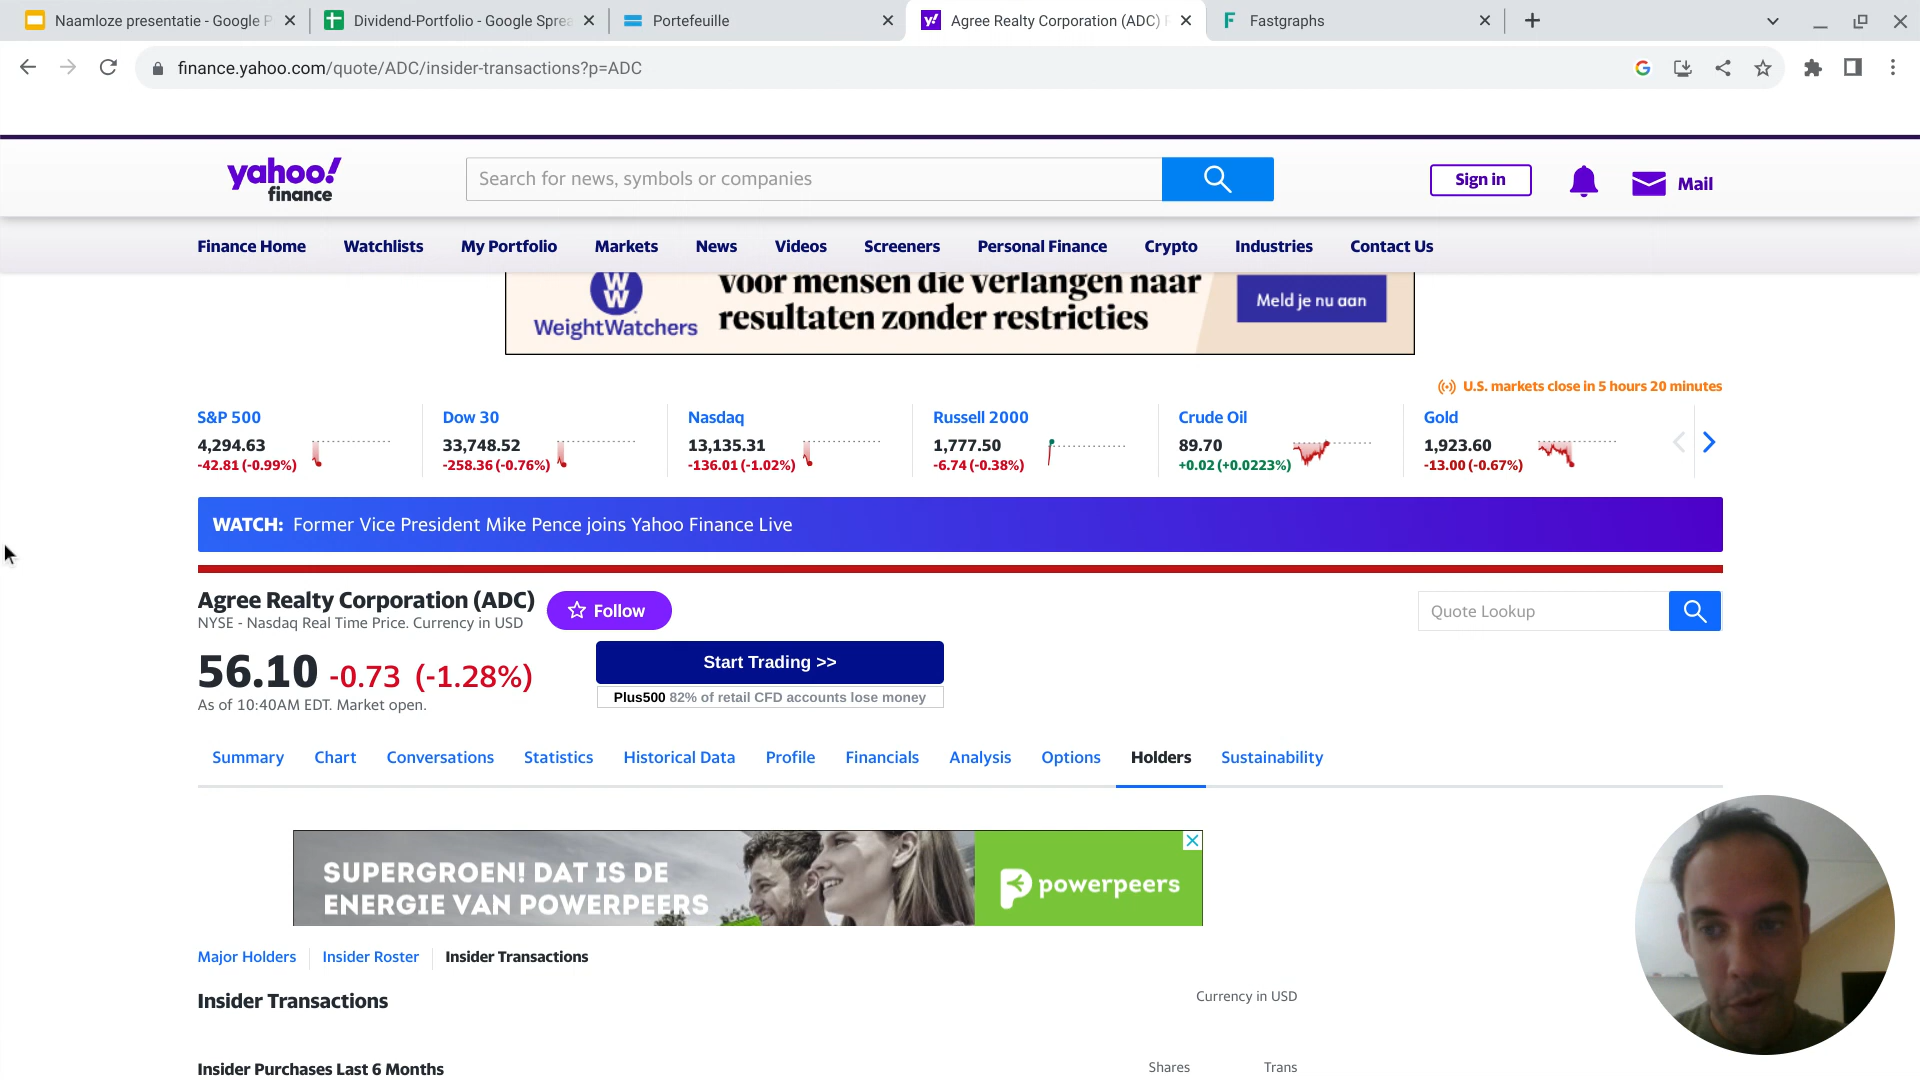 Naamloze presentatie - Google P
Dividend-Portfolio - Google Sprea
Portefeuille
Agree Realty Corporation (ADC)
Fastgraphs
finance.yahoo.com/quote/ADC/insider-transactions?p=ADC
yahoo! finance
Search for news, symbols or companies
Sign in
Mail
Finance Home Watchlists My Portfolio Markets News Videos Screeners Personal Finance Crypto Industries Contact Us
WW
WeightWatchers
voor mensen die verlangen naar
resultaten zonder restricties
Meld je nu aan
U.S. markets close in 5 hours 20 minutes
S&P 500
4,294.63
-42.81 (-0.99%)
Dow 30
33,748.52
-258.36 (-0.76%)
Nasdaq
13,135.31
-136.01 (-1.02%)
Russell 2000
1,777.50
-6.74 (-0.38%)
Crude Oil
89.70
+0.02 (+0.0223%)
Gold
1,923.60
-13.00 (-0.67%)
WATCH: Former Vice President Mike Pence joins Yahoo Finance Live
Agree Realty Corporation (ADC)
Follow
NYSE - Nasdaq Real Time Price. Currency in USD
Quote Lookup
56.10 -0.73 (-1.28%)
As of 10:40AM EDT. Market open.
Start Trading >>
Plus500 82% of retail CFD accounts lose money
Summary Chart Conversations Statistics Historical Data Profile Financials Analysis Options Holders Sustainability
SUPERGROEN! DAT IS DE
ENERGIE VAN POWERPEERS
powerpeers
Major Holders Insider Roster Insider Transactions
Insider Transactions
Currency in USD
Insider Purchases Last 6 Months
Shares Trans